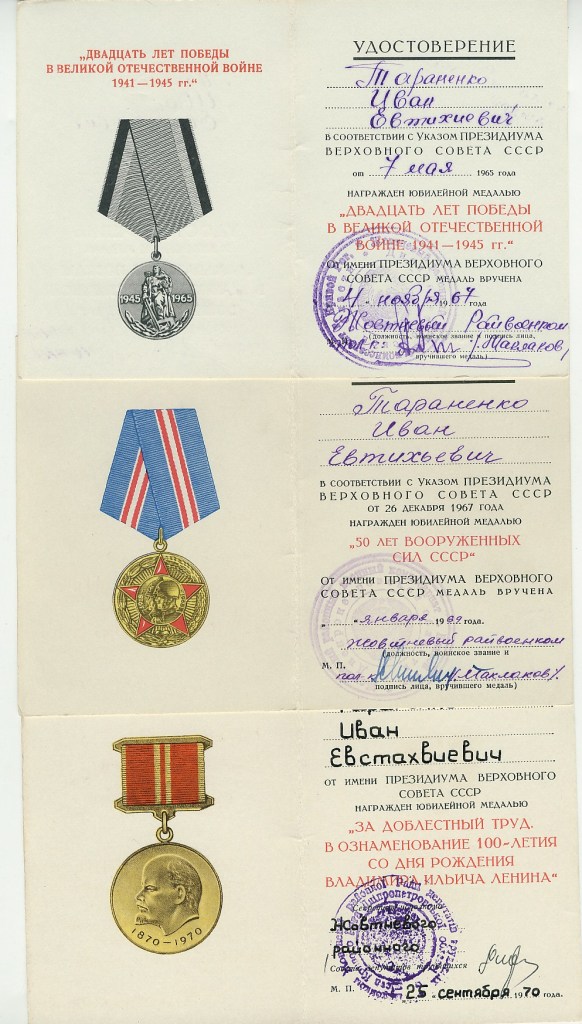 „ДВАДЦАТЬ ЛЕТ ПОБЕДЫ
В ВЕЛИКОЙ ОТЕЧЕСТВЕННОЙ ВОЙНЕ
1941—1945 гг.“
1945 1965
УДОСТОВЕРЕНИЕ
Тараненко
Иван
Евтихиевич
В СООТВЕТСТВИИ С УКАЗОМ ПРЕЗИДИУМА
ВЕРХОВНОГО СОВЕТА СССР
от 7 мая 1965 года
НАГРАЖДЕН ЮБИЛЕЙНОЙ МЕДАЛЬЮ
„ДВАДЦАТЬ ЛЕТ ПОБЕДЫ
В ВЕЛИКОЙ ОТЕЧЕСТВЕННОЙ
ВОЙНЕ 1941—1945 гг.“
ОТ ИМЕНИ ПРЕЗИДИУМА ВЕРХОВНОГО
СОВЕТА СССР МЕДАЛЬ ВРУЧЕНА
4 ноября 1967 года
Жовтневый Райвоенком
(должность, воинское звание и подпись лица,
вручившего медаль)
Тараненко
Иван
Евтихьевич
В СООТВЕТСТВИИ С УКАЗОМ ПРЕЗИДИУМА
ВЕРХОВНОГО СОВЕТА СССР
ОТ 26 ДЕКАБРЯ 1967 ГОДА
НАГРАЖДЕН ЮБИЛЕЙНОЙ МЕДАЛЬЮ
„50 ЛЕТ ВООРУЖЕННЫХ
СИЛ СССР“
ОТ ИМЕНИ ПРЕЗИДИУМА ВЕРХОВНОГО
СОВЕТА СССР МЕДАЛЬ ВРУЧЕНА
января 1969 года.
Жовтневый райвоенком
(должность, воинское звание и
М. П.
подпись лица, вручившего медаль)
1870–1970
Иван
Евстахвиевич
ОТ ИМЕНИ ПРЕЗИДИУМА ВЕРХОВНОГО
СОВЕТА СССР
НАГРАЖДЕН ЮБИЛЕЙНОЙ МЕДАЛЬЮ
„ЗА ДОБЛЕСТНЫЙ ТРУД.
В ОЗНАМЕНОВАНИЕ 100-ЛЕТИЯ
СО ДНЯ РОЖДЕНИЯ
ВЛАДИМИРА ИЛЬИЧА ЛЕНИНА“
Жовтневого
районного
М. П.
25 сентября 1970 года.